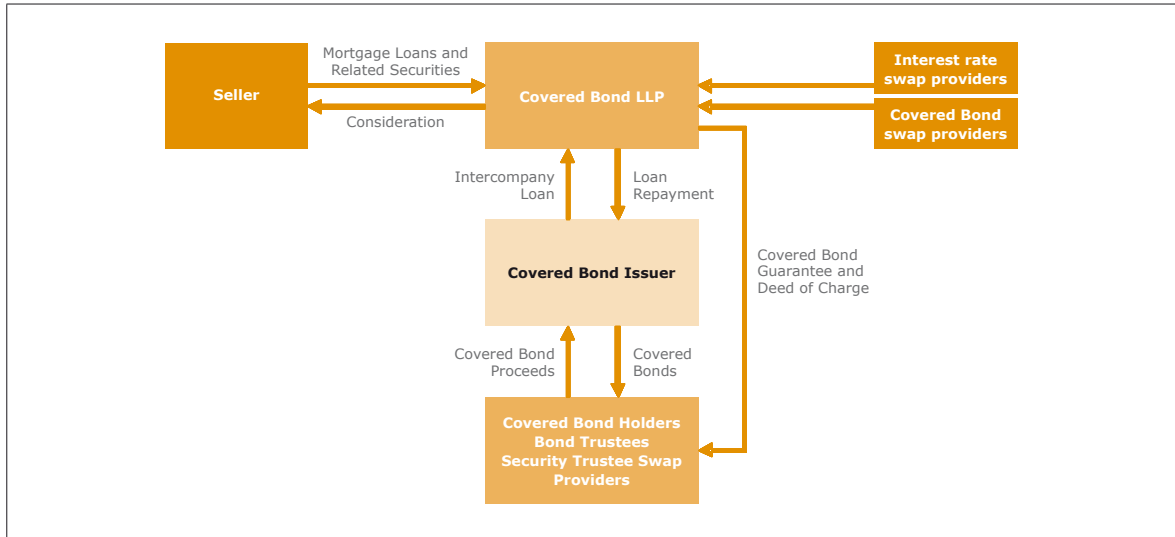 Seller
Mortgage Loans and
Related Securities
Consideration
Covered Bond LLP
Interest rate
swap providers
Covered Bond
swap providers
Intercompany
Loan
Loan
Repayment
Covered Bond Issuer
Covered Bond
Guarantee and
Deed of Charge
Covered Bond
Proceeds
Covered
Bonds
Covered Bond Holders
Bond Trustees
Security Trustee Swap
Providers